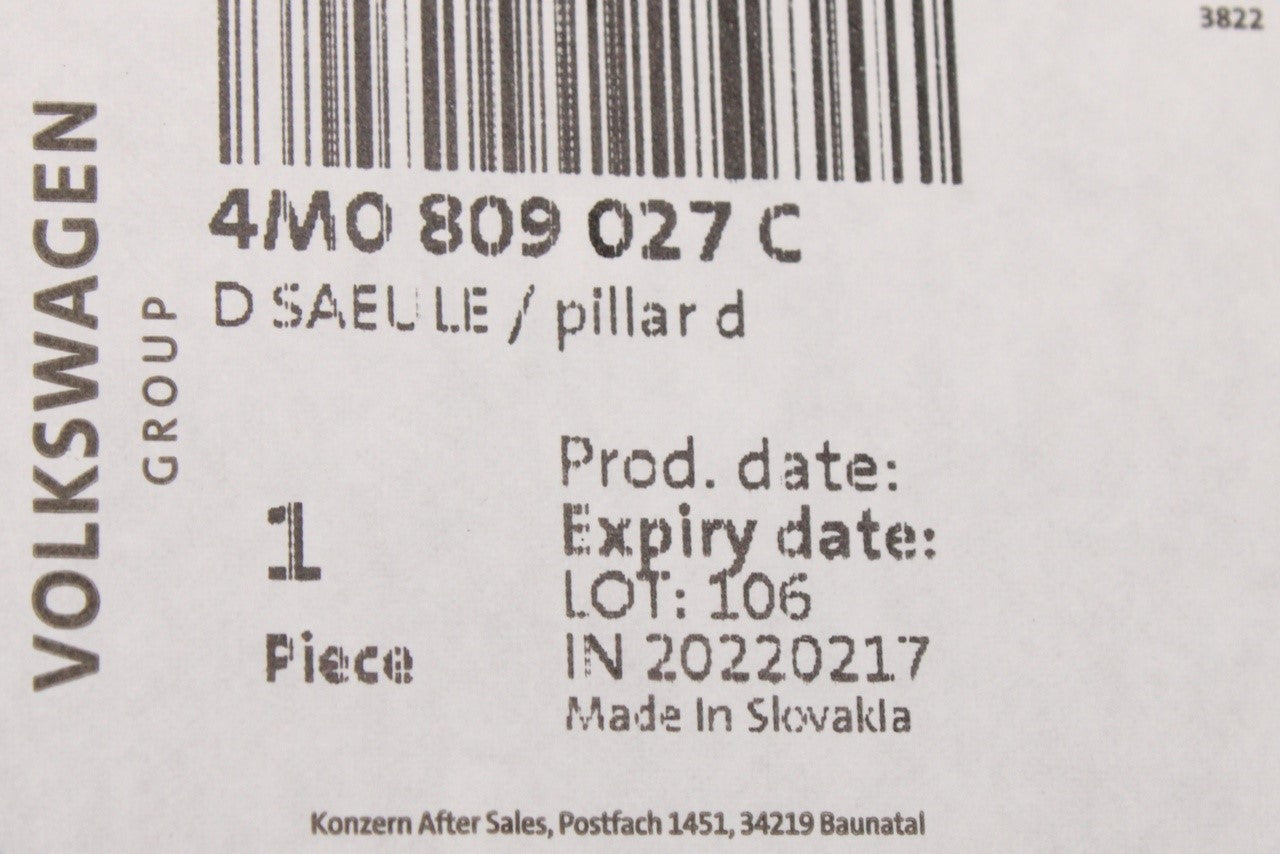 3822
VOLKSWAGEN
GROUP
4M0 809 027 C
D SAEULE / pillar d
1
Piece
Prod. date:
Expiry date:
LOT: 106
IN 20220217
Made In Slovakia
Konzern After Sales, Postfach 1451, 34219 Baunatal